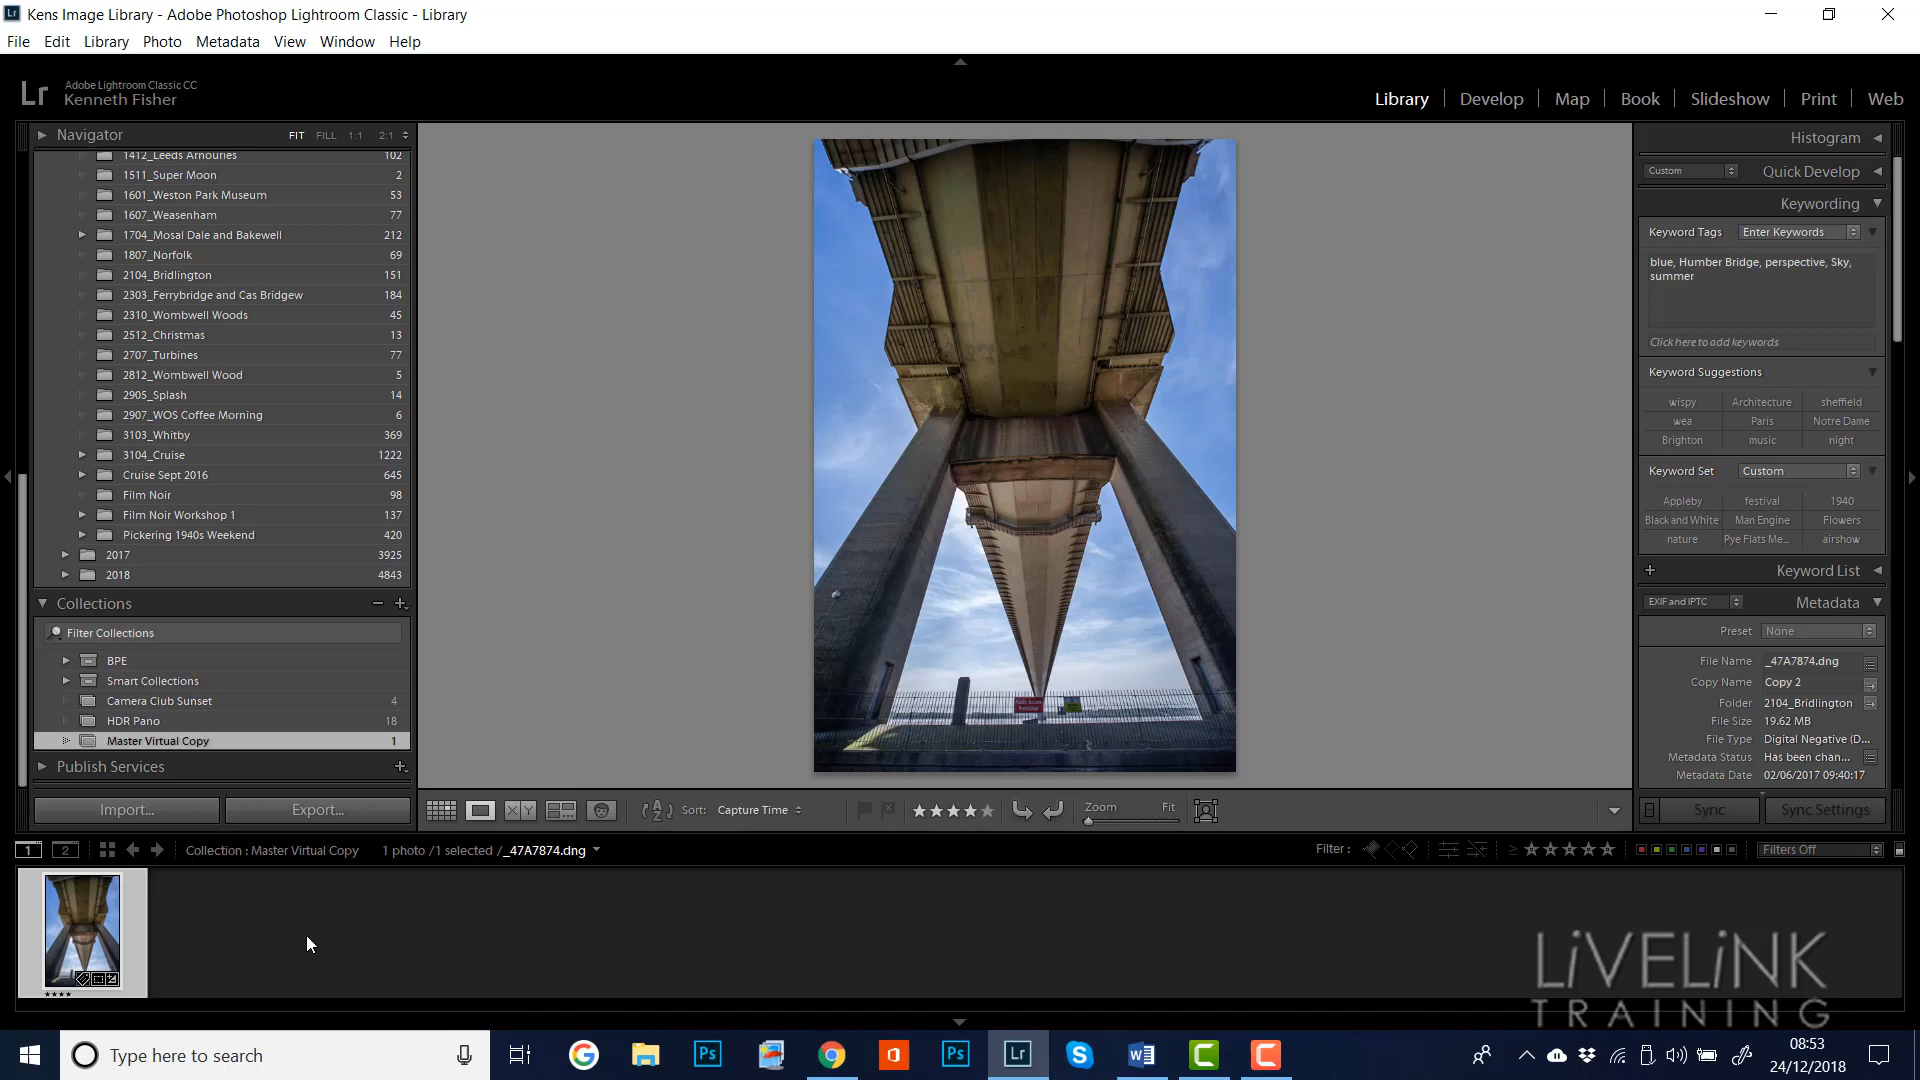 Lr Kens Image Library - Adobe Photoshop Lightroom Classic - Library
File Edit Library Photo Metadata View Window Help
Lr Adobe Lightroom Classic CC
Kenneth Fisher
Library Develop Map Book Slideshow Print Web
Navigator FIT FILL 1:1 2:1
1412_Leeds Arnouries 102
1511_Super Moon 2
1601_Weston Park Museum 53
1607_Weasenham 77
1704_Mosal Dale and Bakewell 212
1807_Norfolk 69
2104_Bridlington 151
2303_Ferrybridge and Cas Bridgew 184
2310_Wombwell Woods 45
2512_Christmas 13
2707_Turbines 77
2812_Wombwell Wood 5
2905_Splash 14
2907_WOS Coffee Morning 6
3103_Whitby 369
3104_Cruise 1222
Cruise Sept 2016 645
Film Noir 98
Film Noir Workshop 1 137
Pickering 1940s Weekend 420
2017 3925
2018 4843
Collections
Filter Collections
BPE
Smart Collections
Camera Club Sunset 4
HDR Pano 18
Master Virtual Copy 1
Publish Services
Import... Export...
Histogram
Custom Quick Develop
Keywording
Keyword Tags Enter Keywords
blue, Humber Bridge, perspective, Sky,
summer
Click here to add keywords
Keyword Suggestions
wispy Architecture sheffield
wea Paris Notre Dame
Brighton music night
Keyword Set Custom
Appleby festival 1940
Black and White Man Engine Flowers
nature Pye Flats Me... airshow
Keyword List
EXIF and IPTC Metadata
Preset None
File Name _47A7874.dng
Copy Name Copy 2
Folder 2104_Bridlington
File Size 19.62 MB
File Type Digital Negative (D...
Metadata Status Has been chan...
Metadata Date 02/06/2017 09:40:17
Sync Sync Settings
XY AZ Sort: Capture Time Zoom Fit
1 2 Collection : Master Virtual Copy 1 photo /1 selected /_47A7874.dng Filter : Filters Off
LiVELiNK
TRAINING
Type here to search
08:53
24/12/2018